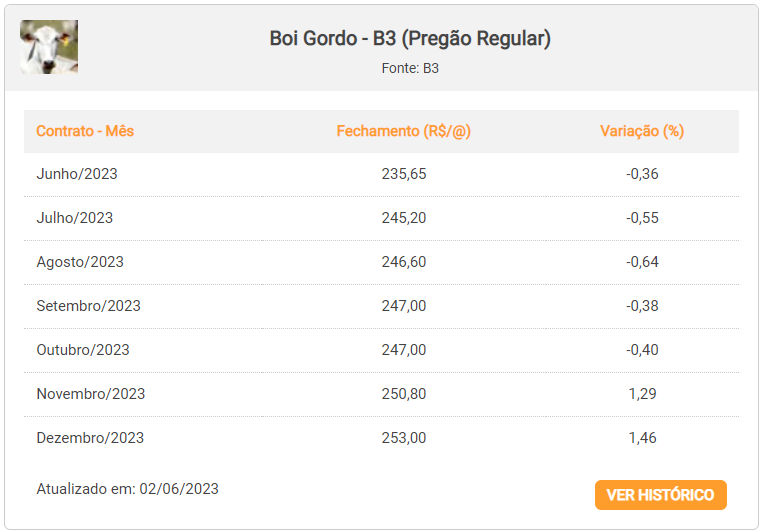 Boi Gordo - B3 (Pregão Regular)
Fonte: B3
Contrato - Mês Fechamento (R$/@) Variação (%)
Junho/2023 235,65 -0,36
Julho/2023 245,20 -0,55
Agosto/2023 246,60 -0,64
Setembro/2023 247,00 -0,38
Outubro/2023 247,00 -0,40
Novembro/2023 250,80 1,29
Dezembro/2023 253,00 1,46
Atualizado em: 02/06/2023
VER HISTÓRICO